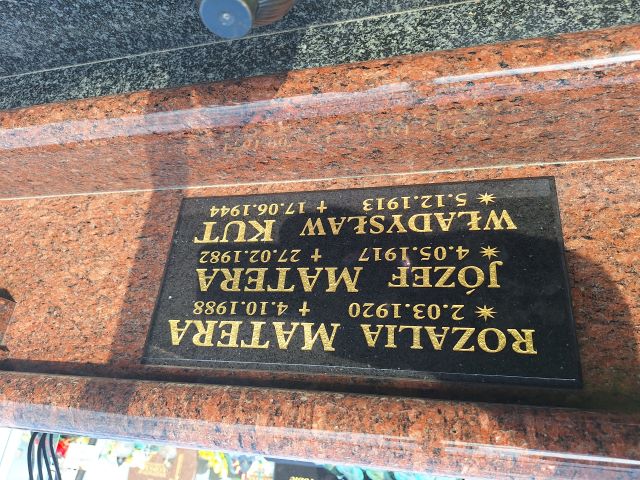 ROZALIA MATERA
* 2.03.1920 † 4.10.1988
JÓZEF MATERA
* 4.05.1917 † 27.02.1982
WŁADYSŁAW KUT
* 5.12.1913 † 17.06.1944